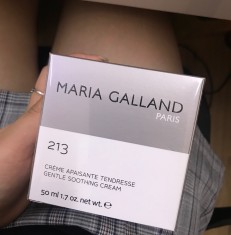 MARIA GALLAND
PARIS
213
CRÈME APAISANTE TENDRESSE
GENTLE SOOTHING CREAM
50 ml 1.7 oz. net wt. ℮